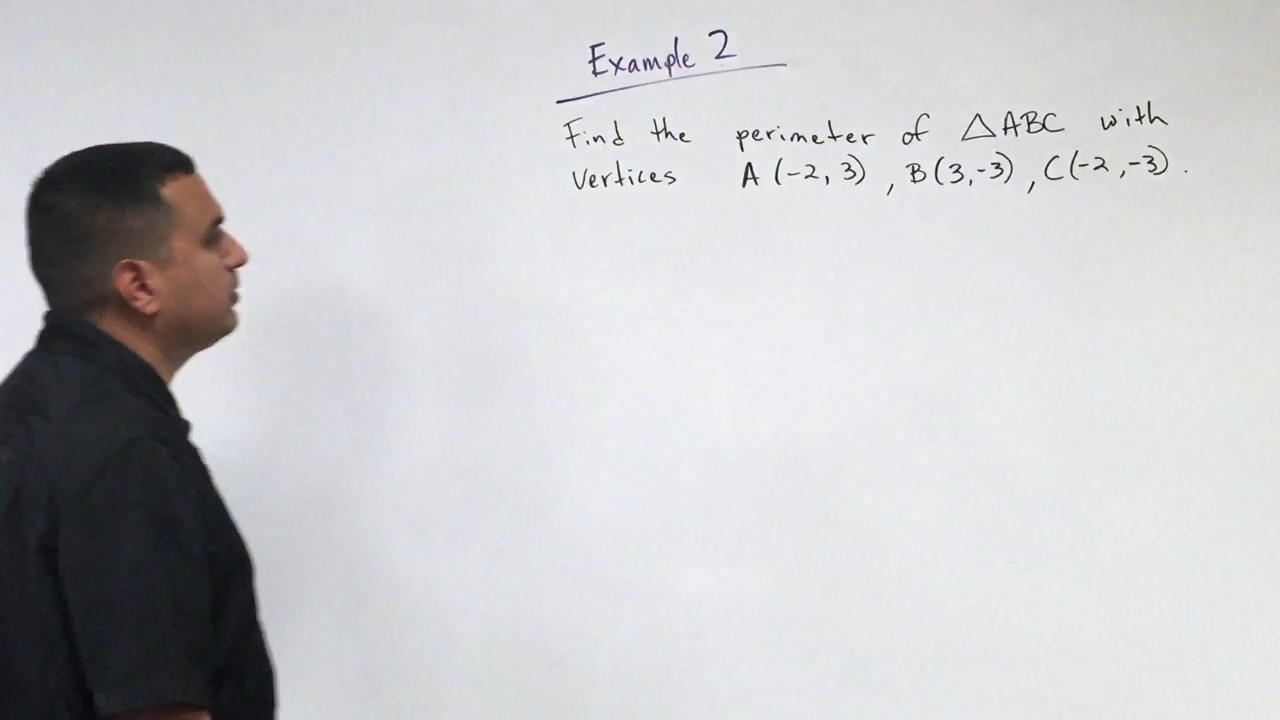 Example 2
Find the perimeter of △ABC with
vertices A (-2, 3) , B (3,-3) , C (-2 ,-3) .